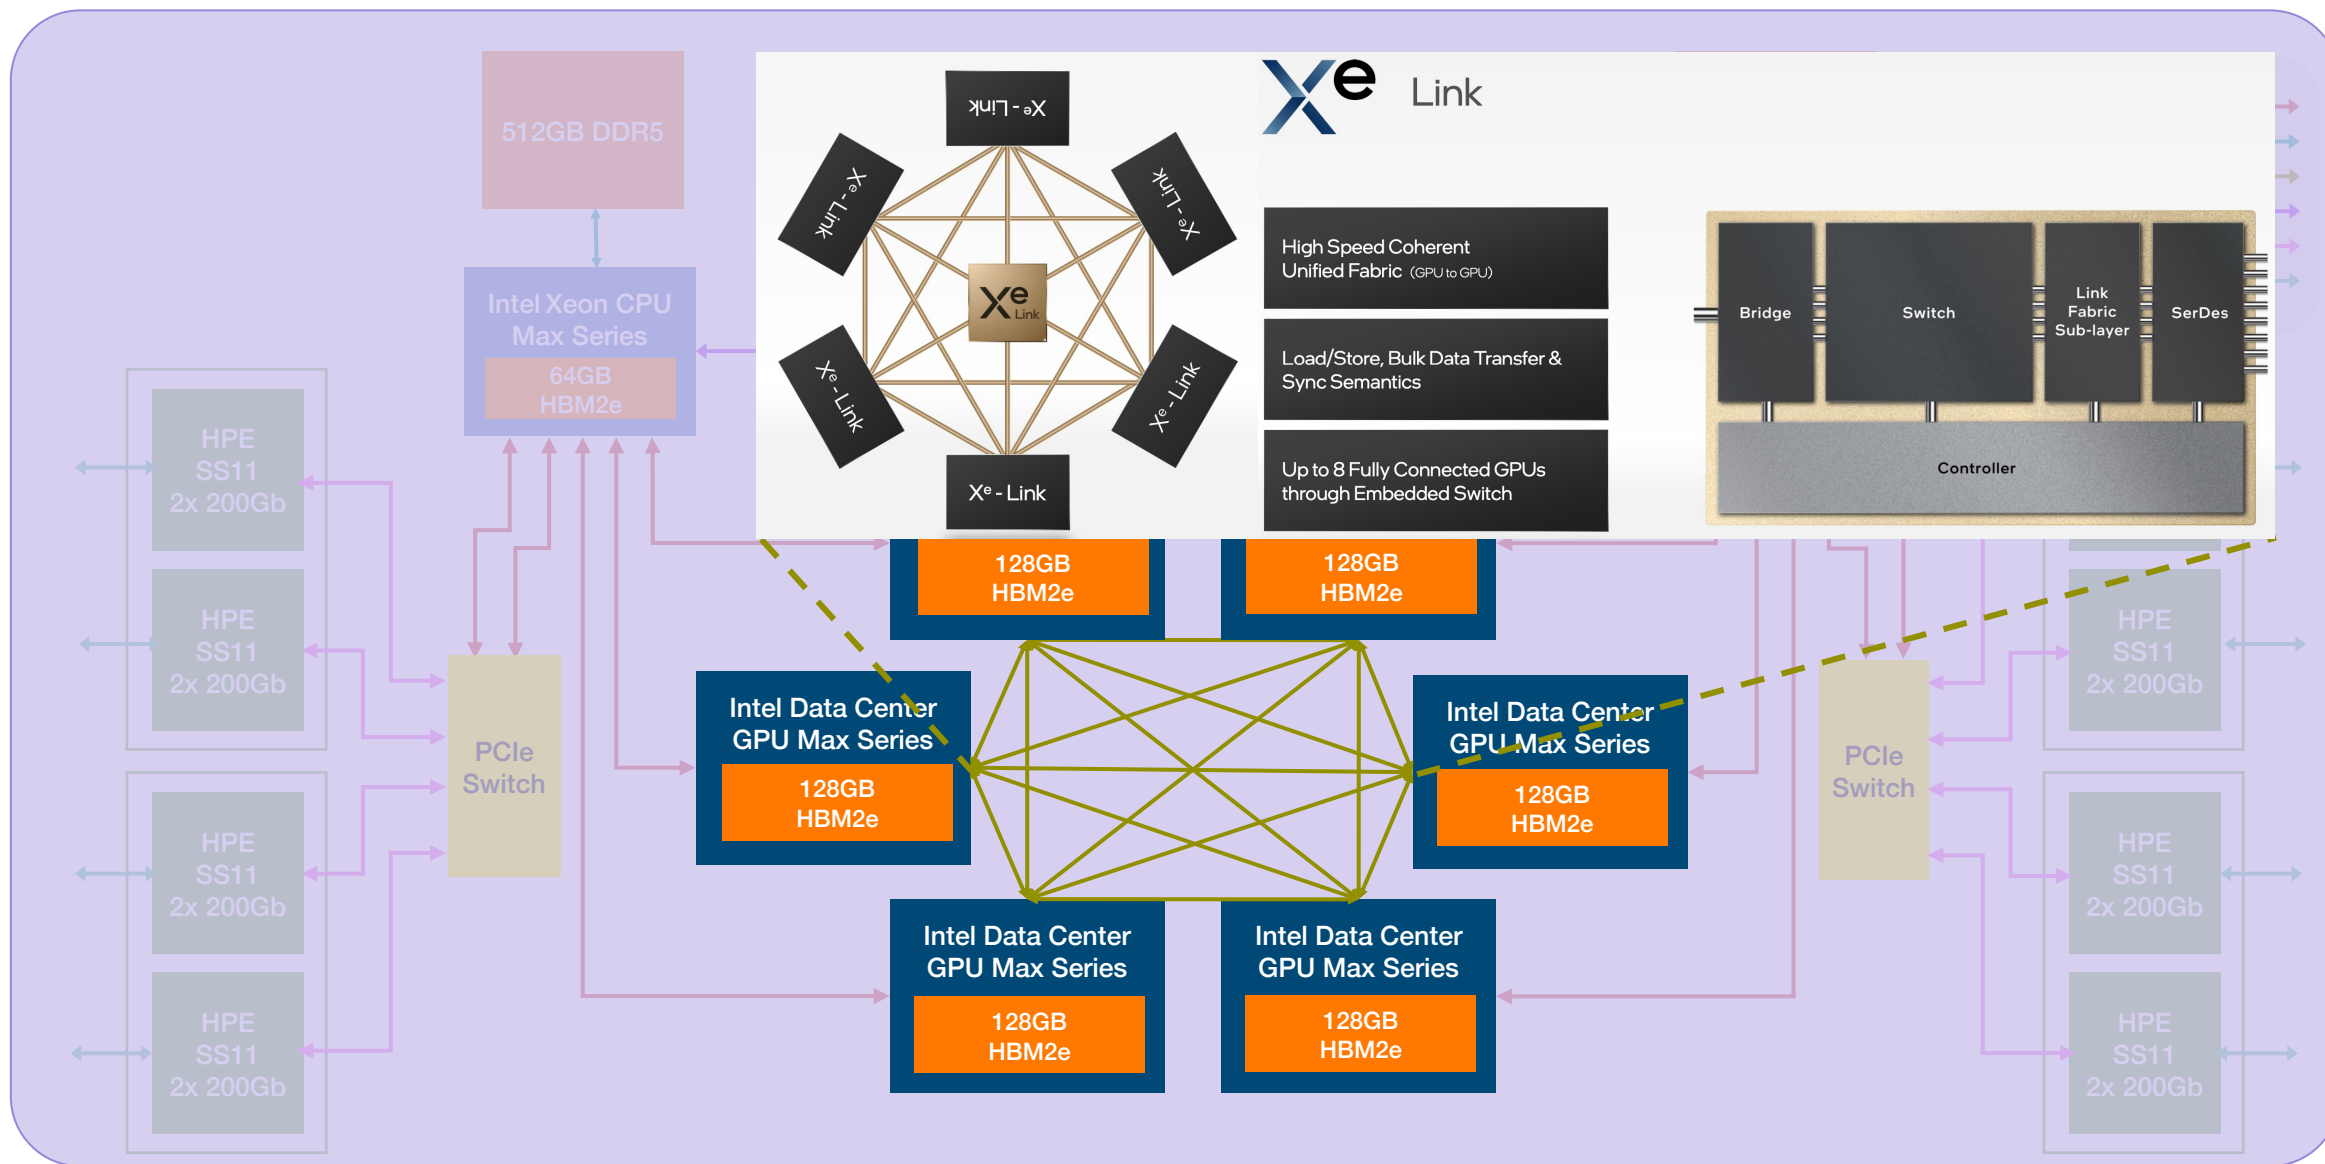 512GB DDR5
Intel Xeon CPU
Max Series
64GB
HBM2e
HPE
SS11
2x 200Gb
HPE
SS11
2x 200Gb
HPE
SS11
2x 200Gb
HPE
SS11
2x 200Gb
PCIe
Switch
Xe - Link
Xe - Link
Xe - Link
Xe Link
Xe - Link
Xe - Link
Xe - Link
Xe Link
High Speed Coherent
Unified Fabric (GPU to GPU)
Load/Store, Bulk Data Transfer &
Sync Semantics
Up to 8 Fully Connected GPUs
through Embedded Switch
Bridge
Switch
Link
Fabric
Sub-layer
SerDes
Controller
128GB
HBM2e
128GB
HBM2e
Intel Data Center
GPU Max Series
128GB
HBM2e
Intel Data Center
GPU Max Series
128GB
HBM2e
Intel Data Center
GPU Max Series
128GB
HBM2e
Intel Data Center
GPU Max Series
128GB
HBM2e
PCIe
Switch
HPE
SS11
2x 200Gb
HPE
SS11
2x 200Gb
HPE
SS11
2x 200Gb